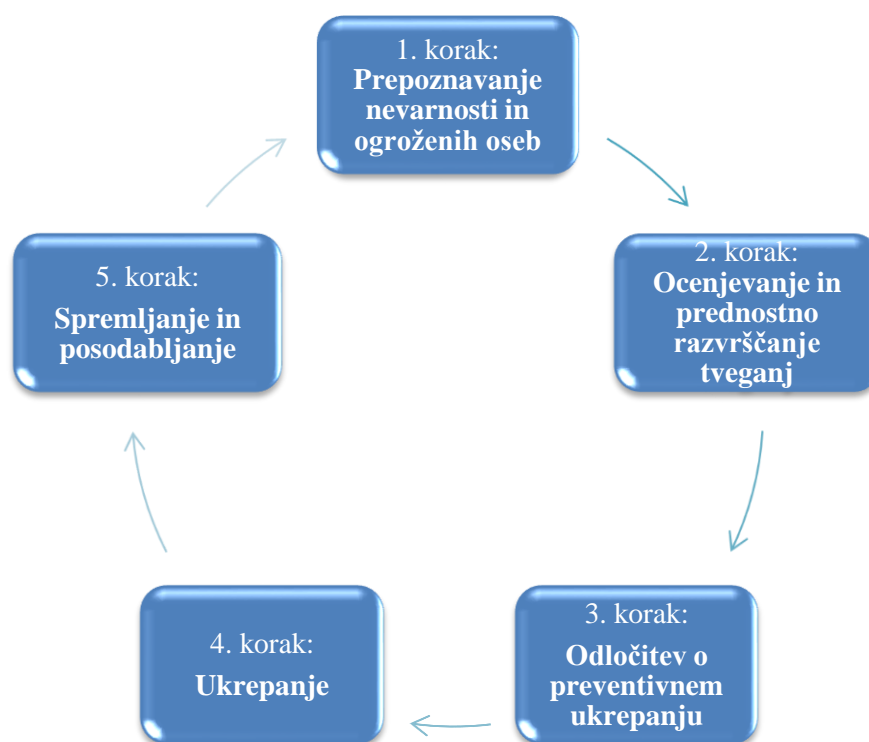 1. korak:
Prepoznavanje
nevarnosti in
ogroženih oseb
2. korak:
Ocenjevanje in
prednostno
razvrščanje
tveganj
3. korak:
Odločitev o
preventivnem
ukrepanju
4. korak:
Ukrepanje
5. korak:
Spremljanje in
posodabljanje